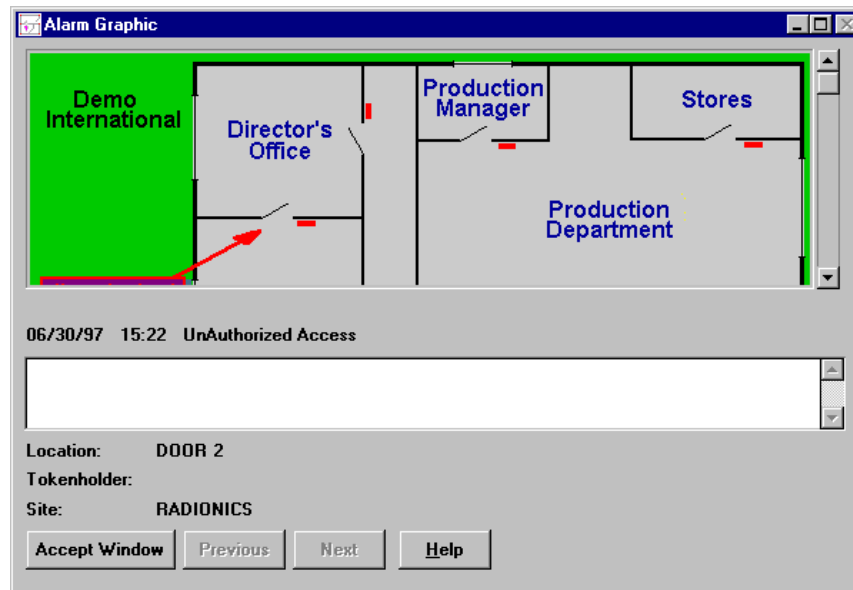 Alarm Graphic
Demo
International
Director's
Office
Production
Manager
Stores
Production
Department
06/30/97 15:22 UnAuthorized Access
Location: DOOR 2
Tokenholder:
Site: RADIONICS
Accept Window Previous Next Help